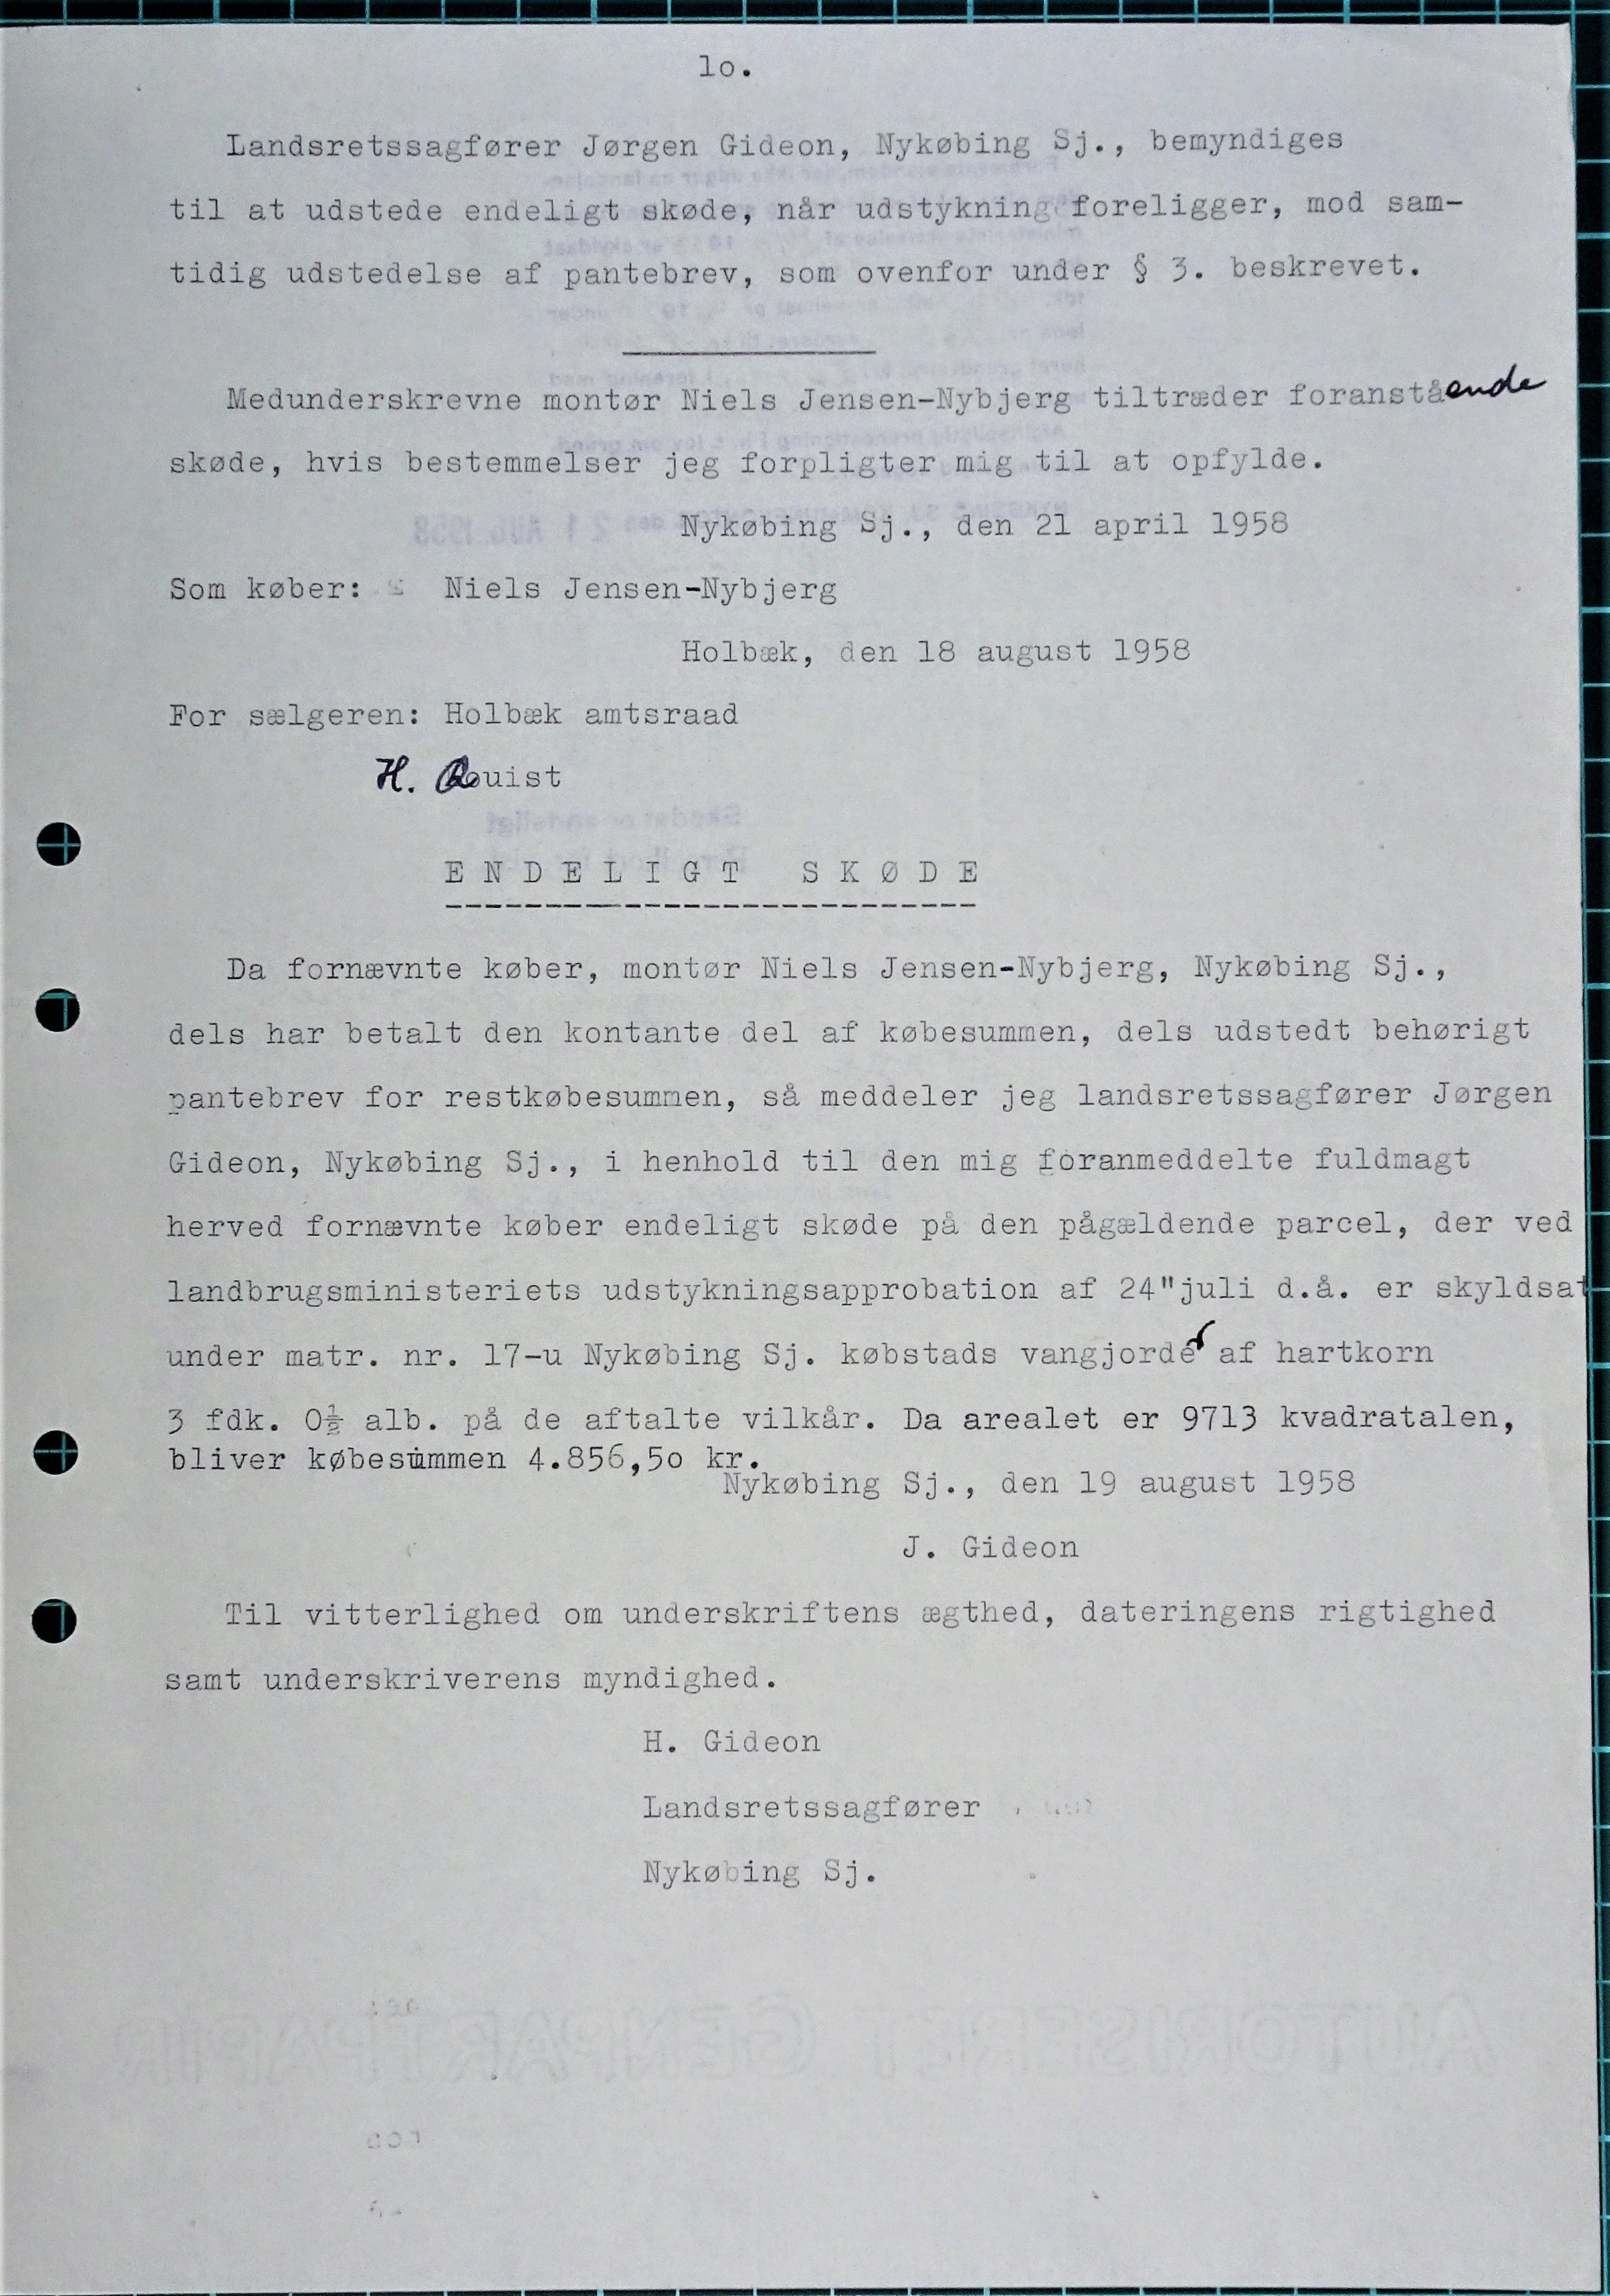 lo.
Landsretssagfører Jørgen Gideon, Nykøbing Sj., bemyndiges
til at udstede endeligt skøde, når udstykning foreligger, mod sam-
tidig udstedelse af pantebrev, som ovenfor under § 3. beskrevet.
Medunderskrevne montør Niels Jensen-Nybjerg tiltræder foranstående
skøde, hvis bestemmelser jeg forpligter mig til at opfylde.
Nykøbing Sj., den 21 april 1958
Som køber: Niels Jensen-Nybjerg
Holbæk, den 18 august 1958
For sælgeren: Holbæk amtsraad
H. Qvist
ENDELIGT SKØDE
Da fornævnte køber, montør Niels Jensen-Nybjerg, Nykøbing Sj.,
dels har betalt den kontante del af købesummen, dels udstedt behørigt
pantebrev for restkøbesummen, så meddeler jeg landsretssagfører Jørgen
Gideon, Nykøbing Sj., i henhold til den mig foranmeddelte fuldmagt
herved fornævnte køber endeligt skøde på den pågældende parcel, der ved
landbrugsministeriets udstykningsapprobation af 24" juli d.å. er skyldsat
under matr. nr. 17-u Nykøbing Sj. købstads vangjorder af hartkorn
3 fdk. 0½ alb. på de aftalte vilkår. Da arealet er 9713 kvadratalen,
bliver købesummen 4.856,5o kr.
Nykøbing Sj., den 19 august 1958
J. Gideon
Til vitterlighed om underskriftens ægthed, dateringens rigtighed
samt underskriverens myndighed.
H. Gideon
Landsretssagfører
Nykøbing Sj.
AUTORISERET GENPARTPAPIR